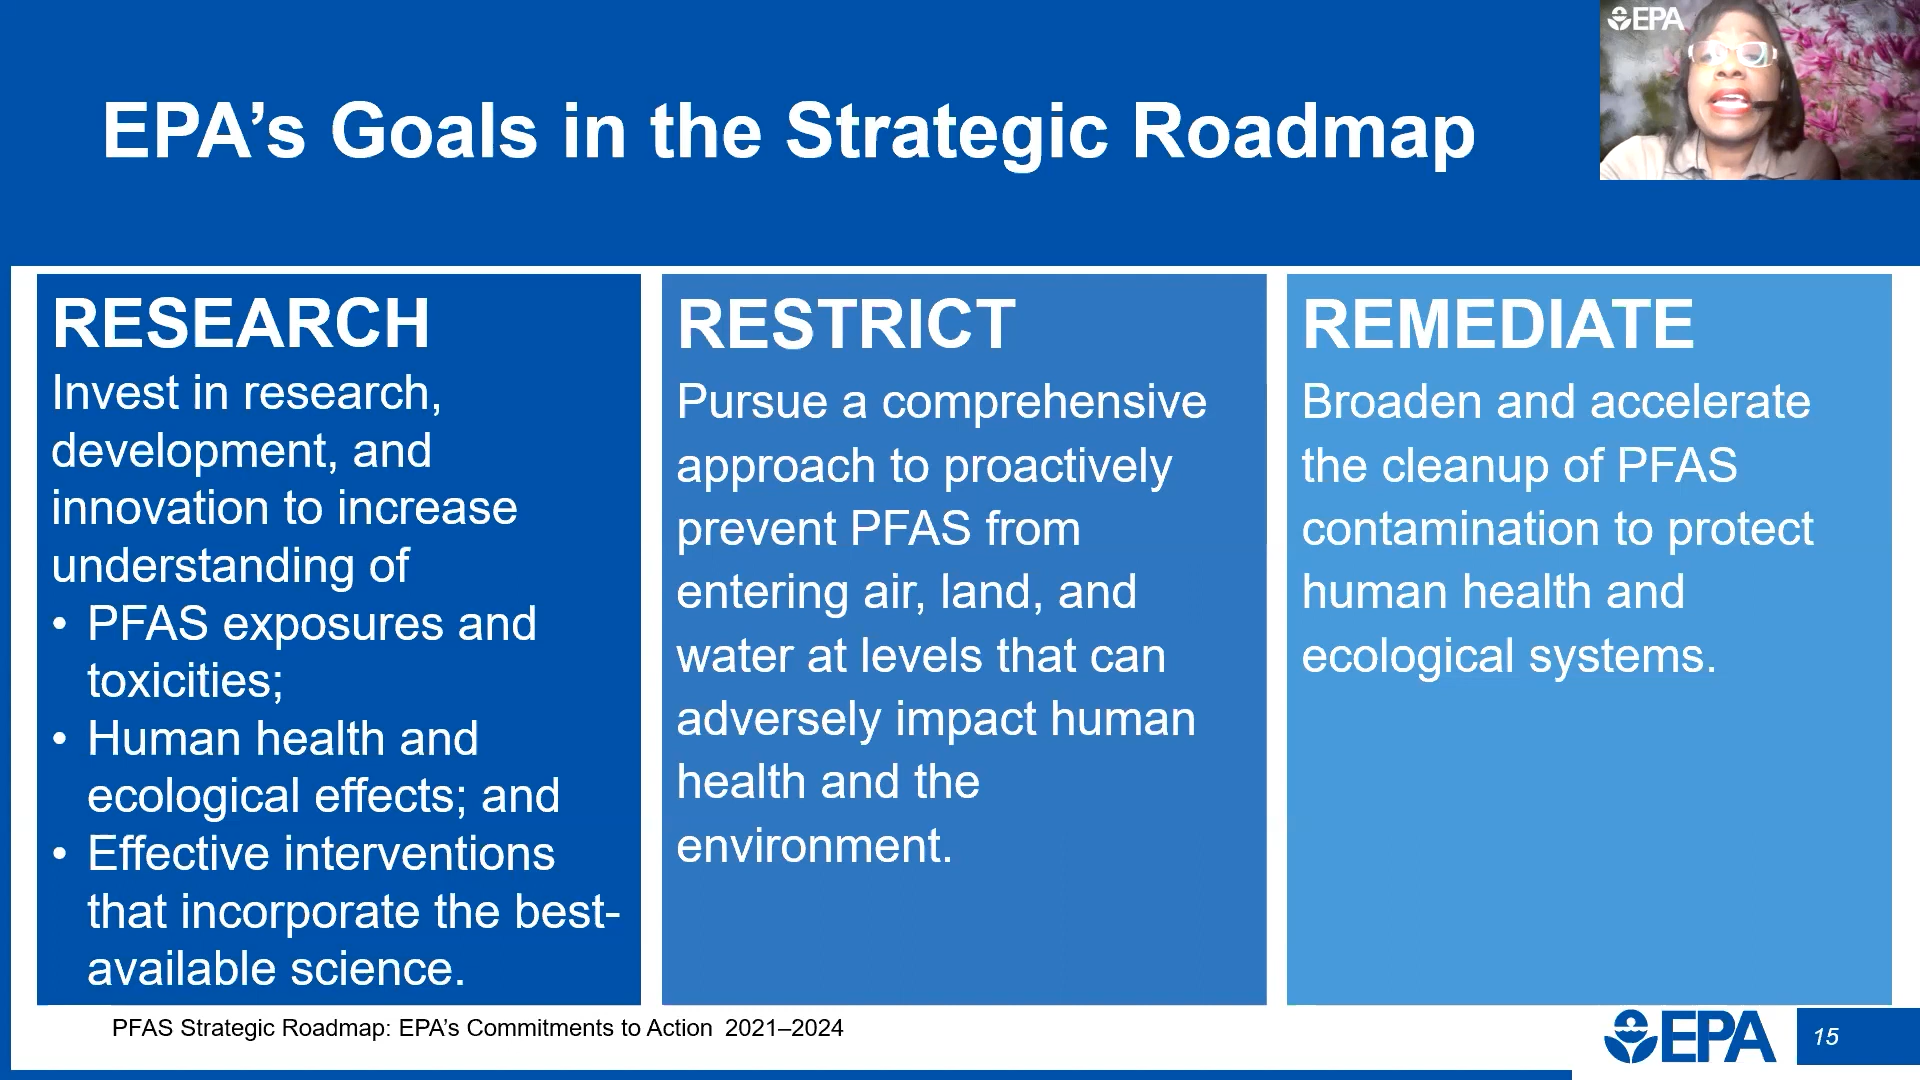 EPA
EPA’s Goals in the Strategic Roadmap
RESEARCH
Invest in research,
development, and
innovation to increase
understanding of
• PFAS exposures and
toxicities;
• Human health and
ecological effects; and
• Effective interventions
that incorporate the best-
available science.
RESTRICT
Pursue a comprehensive
approach to proactively
prevent PFAS from
entering air, land, and
water at levels that can
adversely impact human
health and the
environment.
REMEDIATE
Broaden and accelerate
the cleanup of PFAS
contamination to protect
human health and
ecological systems.
PFAS Strategic Roadmap: EPA’s Commitments to Action 2021–2024
EPA
15